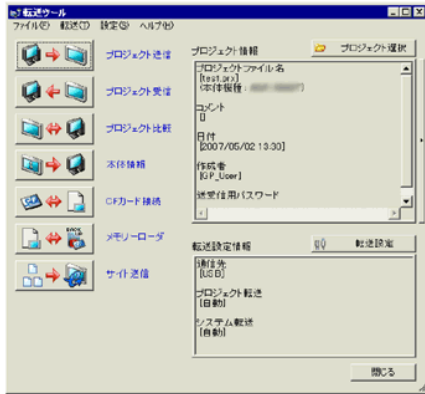 転送ツール
ファイル(F) 転送(T) 設定(S) ヘルプ(H)
プロジェクト送信
プロジェクト受信
プロジェクト比較
本体情報
CFカード接続
メモリーローダ
サイト送信
プロジェクト情報
プロジェクト選択
プロジェクトファイル名
[test.prx]
(本体機種：
コメント
[]
日付
[2007/05/02 13:30]
作成者
[GP_User]
送受信用パスワード
転送設定情報
転送設定
通信先
[USB]
プロジェクト転送
[自動]
システム転送
[自動]
閉じる